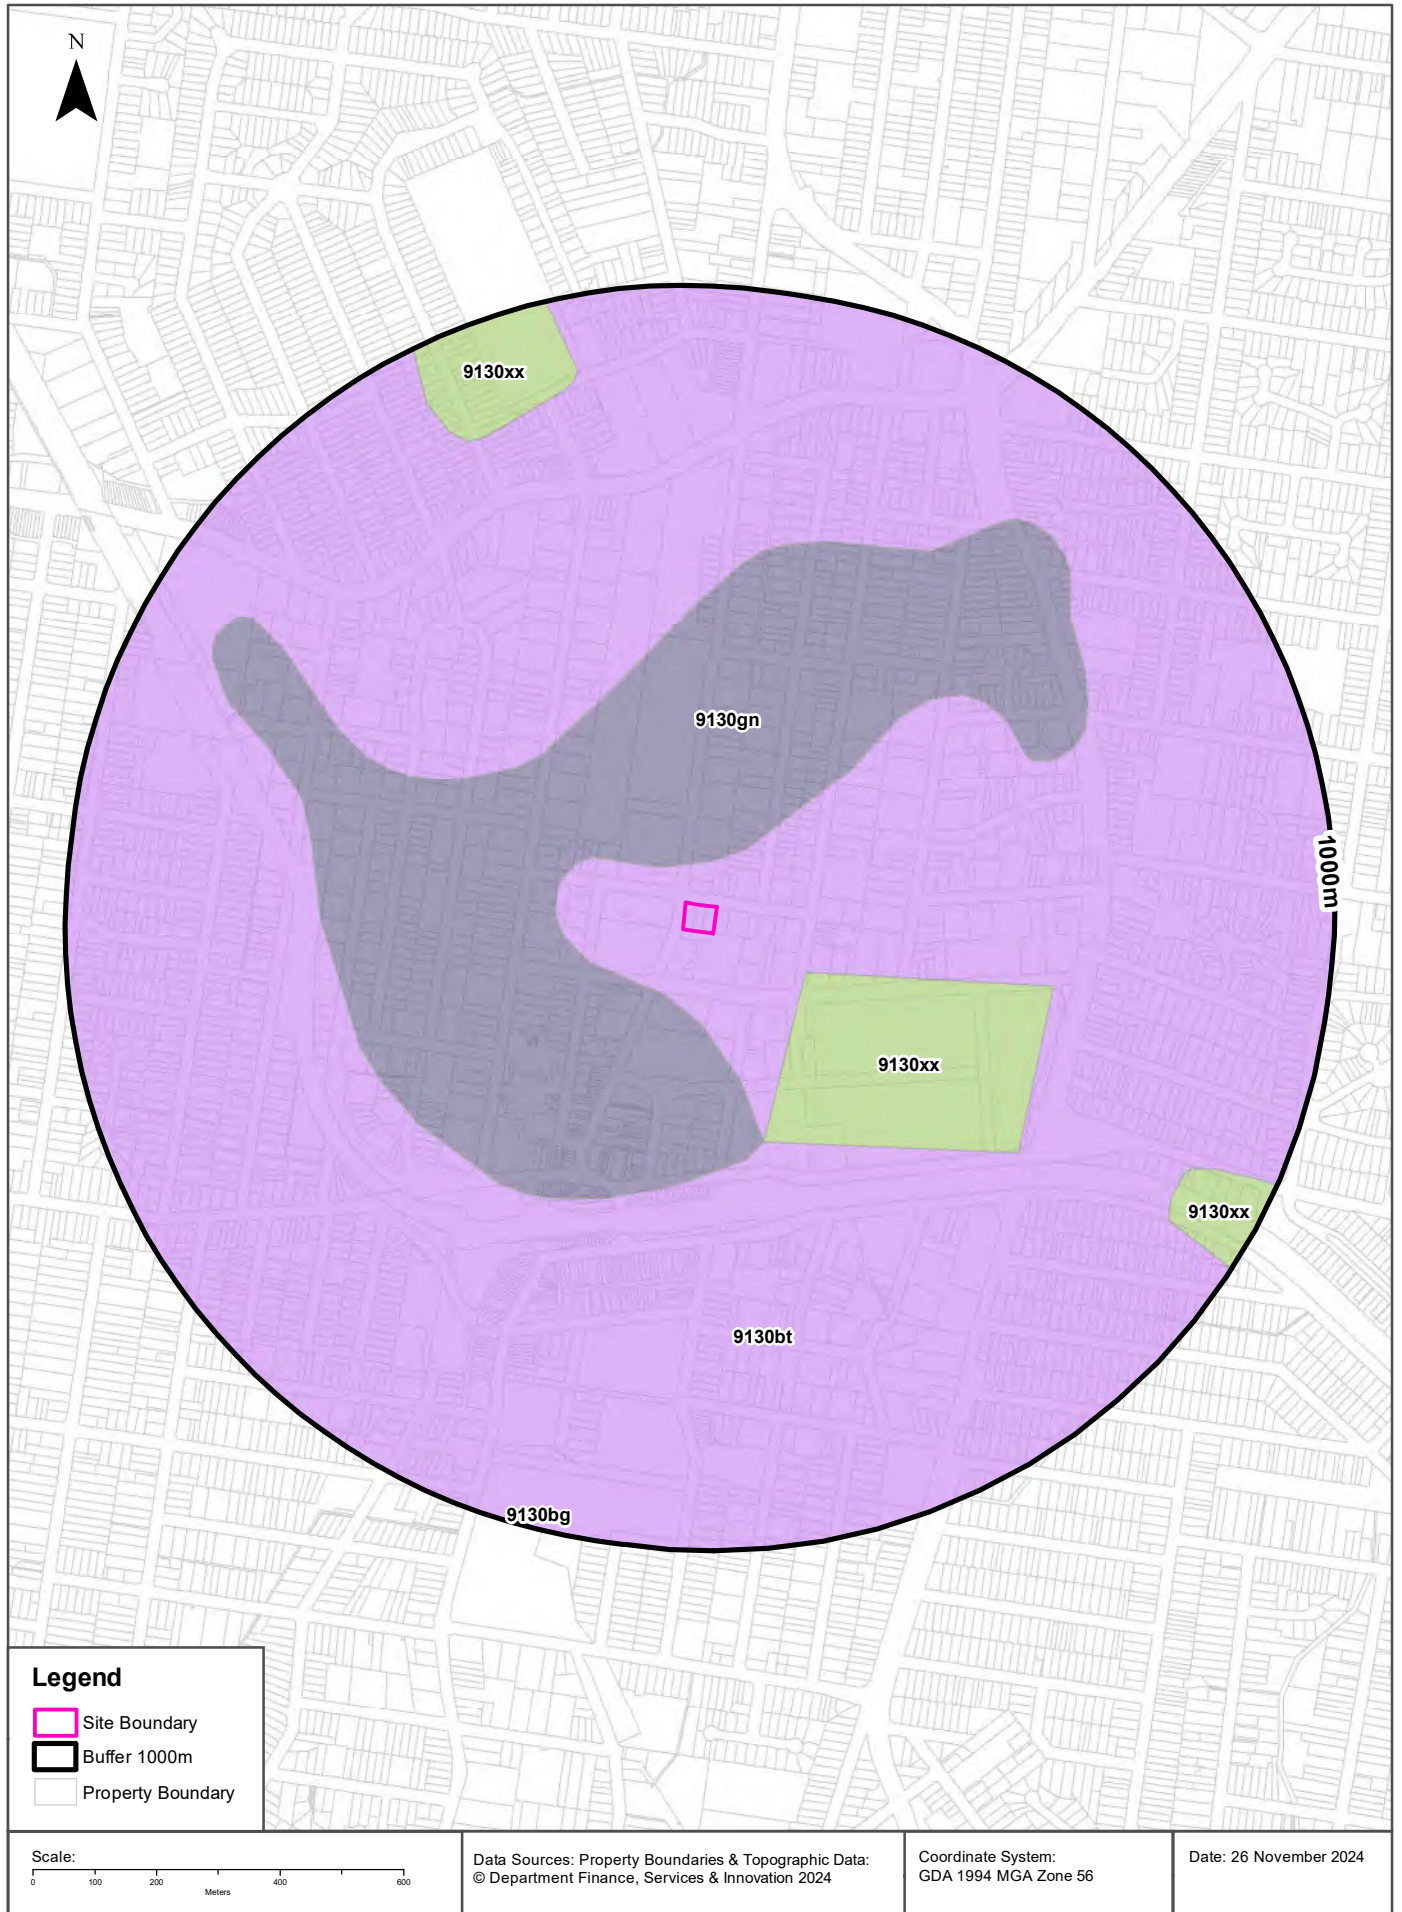 N
9130xx
9130gn
1000m
9130xx
9130xx
9130bt
9130bg
Legend
Site Boundary
Buffer 1000m
Property Boundary
Scale:
0 100 200 400 600
Meters
Data Sources: Property Boundaries & Topographic Data:
© Department Finance, Services & Innovation 2024
Coordinate System:
GDA 1994 MGA Zone 56
Date: 26 November 2024